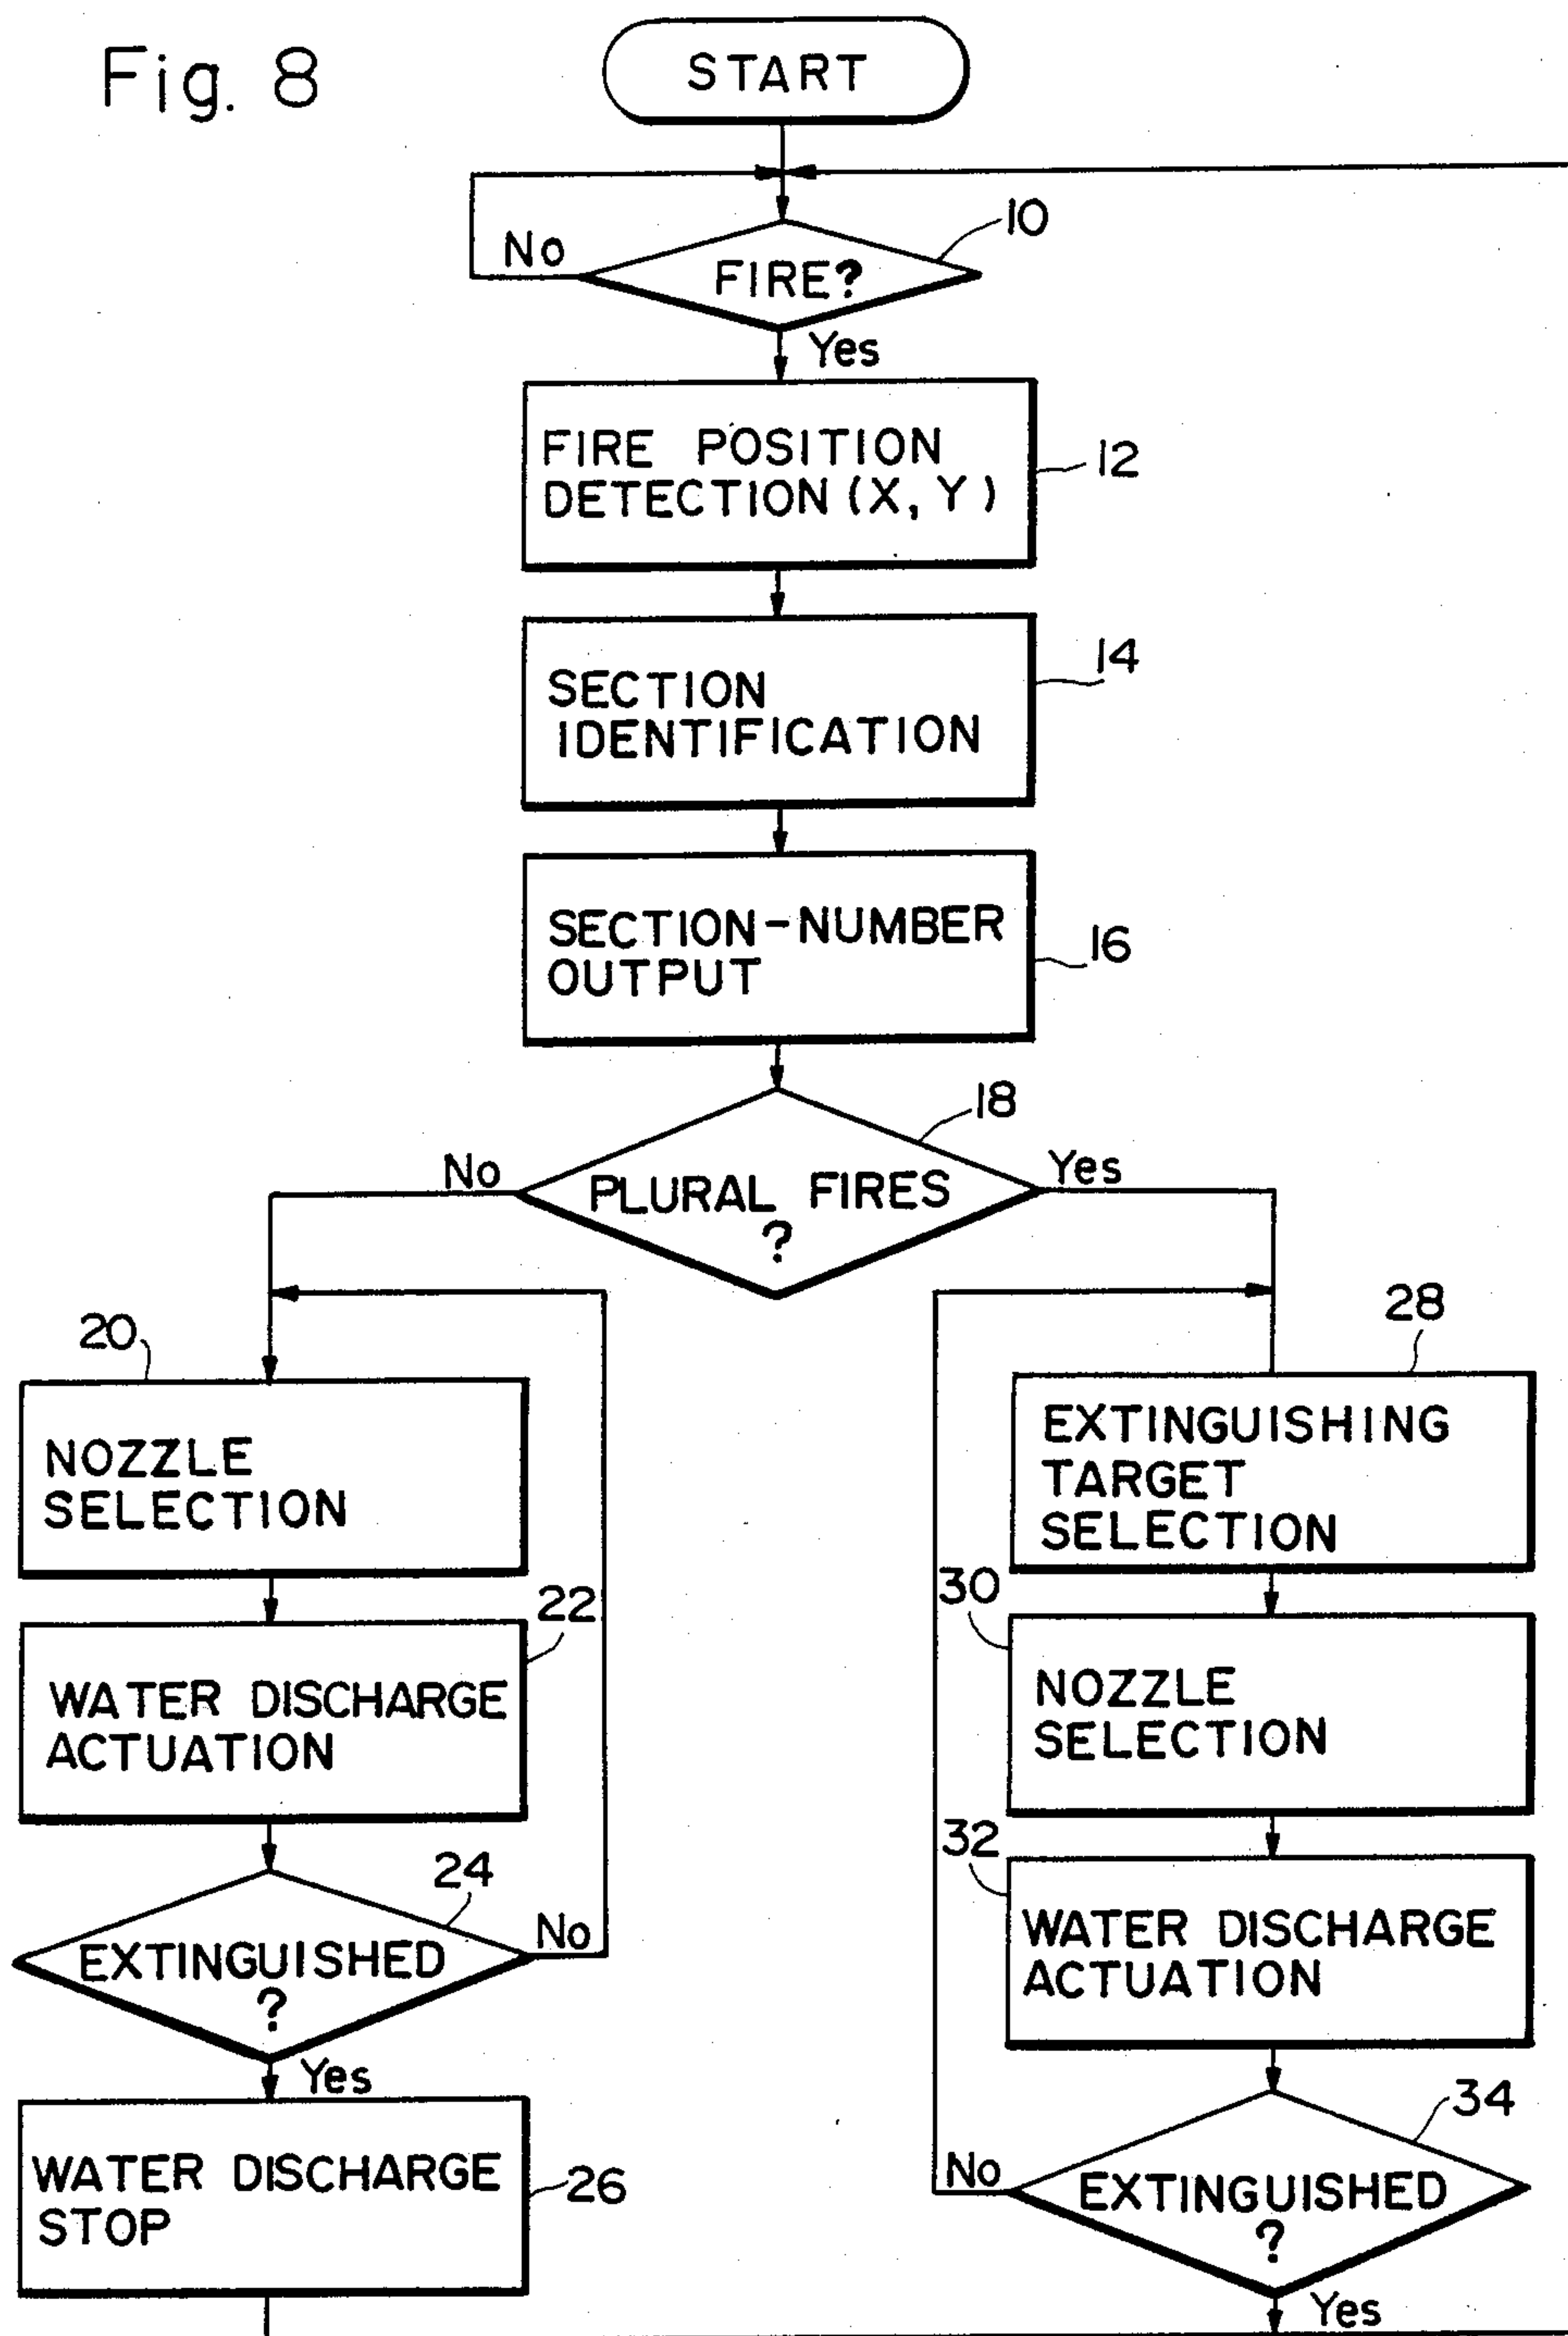 Fig. 8
START
10
No
FIRE?
Yes
FIRE POSITION
DETECTION (X, Y)
12
SECTION
IDENTIFICATION
14
SECTION-NUMBER
OUTPUT
16
18
No
PLURAL FIRES
?
Yes
20
NOZZLE
SELECTION
22
WATER DISCHARGE
ACTUATION
24
EXTINGUISHED
?
No
Yes
WATER DISCHARGE
STOP
26
28
EXTINGUISHING
TARGET
SELECTION
30
NOZZLE
SELECTION
32
WATER DISCHARGE
ACTUATION
34
No
EXTINGUISHED
?
Yes